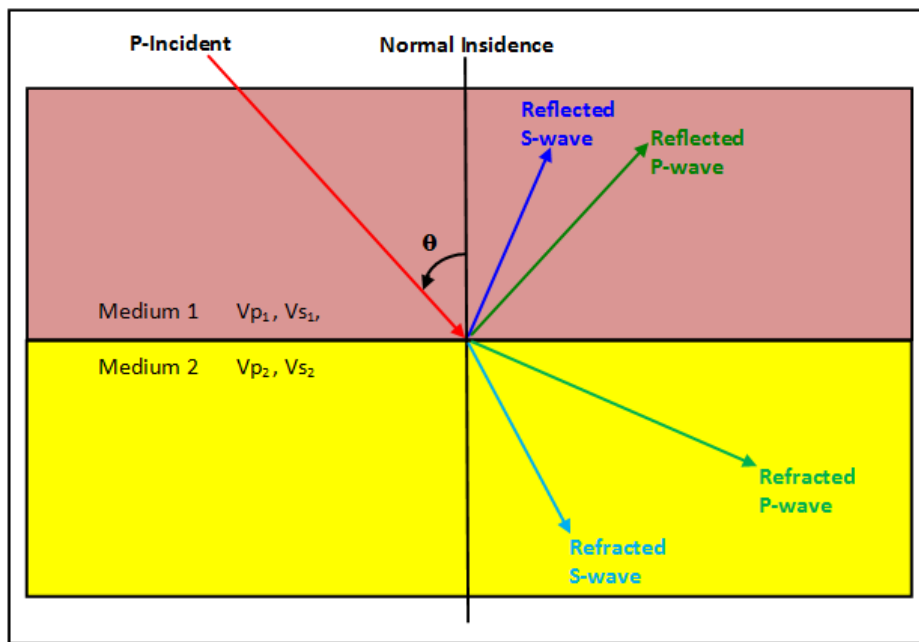 P-Incident
Normal Insidence
Reflected
S-wave
Reflected
P-wave
θ
Medium 1 Vp₁, Vs₁,
Medium 2 Vp₂, Vs₂
Refracted
P-wave
Refracted
S-wave